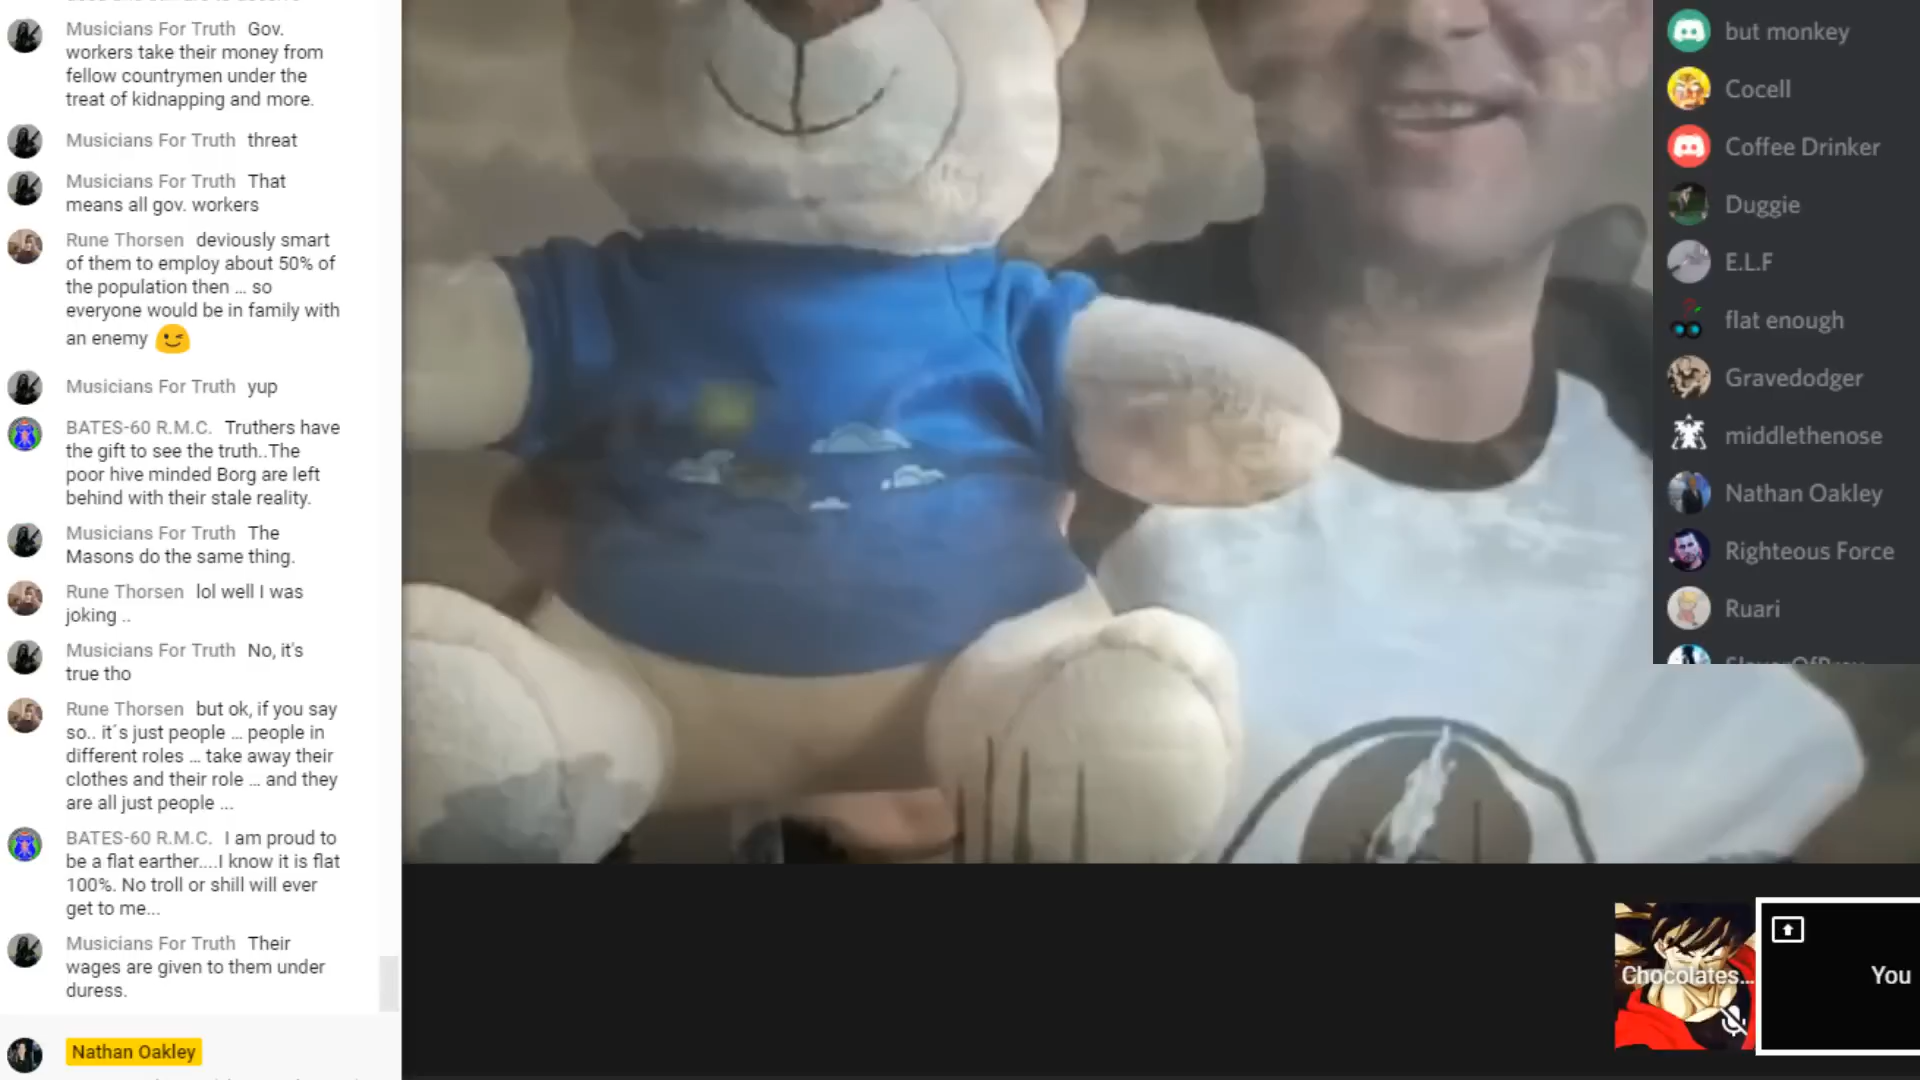 Musicians For Truth Gov.
workers take their money from
fellow countrymen under the
treat of kidnapping and more.
Musicians For Truth threat
Musicians For Truth That
means all gov. workers
Rune Thorsen deviously smart
of them to employ about 50% of
the population then ... so
everyone would be in family with
an enemy 😉
Musicians For Truth yup
BATES-60 R.M.C. Truthers have
the gift to see the truth..The
poor hive minded Borg are left
behind with their stale reality.
Musicians For Truth The
Masons do the same thing.
Rune Thorsen lol well I was
joking ..
Musicians For Truth No, it's
true tho
Rune Thorsen but ok, if you say
so.. it´s just people ... people in
different roles ... take away their
clothes and their role ... and they
are all just people ...
BATES-60 R.M.C. I am proud to
be a flat earther....I know it is flat
100%. No troll or shill will ever
get to me...
Musicians For Truth Their
wages are given to them under
duress.
Nathan Oakley
but monkey
Cocell
Coffee Drinker
Duggie
E.L.F
flat enough
Gravedodger
middlethenose
Nathan Oakley
Righteous Force
Ruari
Chocolates...
You